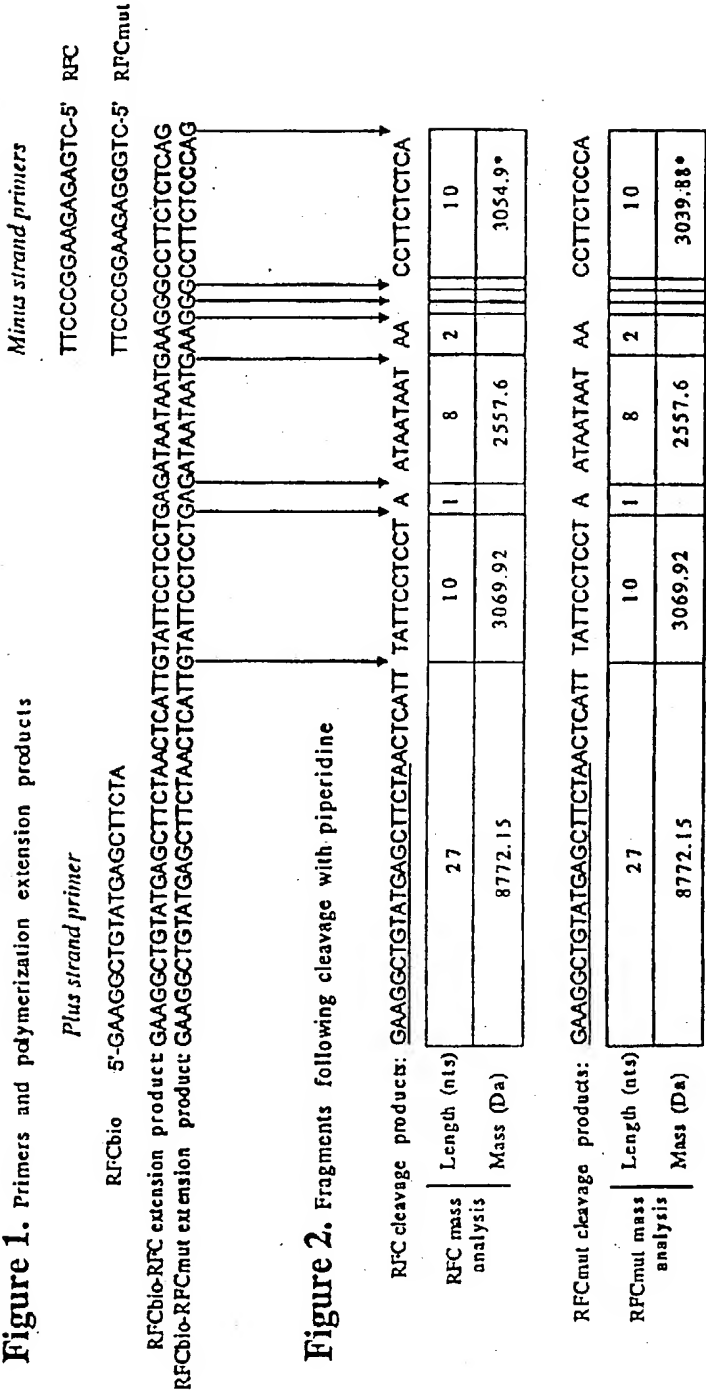 Figure 1. Primers and polymerization extension products
Plus strand primer
Minus strand primers
RFCbio 5'-GAAGGCTGTATGAGCTTCTA
TTCCCGGAAGAGAGTC-5' RFC
TTCCCGGAAGAGGGTC-5' RFCmut
RFCbio-RFC extension product: GAAGGCTGTATGAGCTTCTAACTCATTGTATTCCTCCTGAGATAATAATGAAGGGCCTTCTCTCAG
RFCbio-RFCmut extension product: GAAGGCTGTATGAGCTTCTAACTCATTGTATTCCTCCTGAGATAATAATGAAGGGCCTTCTCCCAG
Figure 2. Fragments following cleavage with piperidine
RFC cleavage products: GAAGGCTGTATGAGCTTCTAACTCATT TATTCCTCCT A ATAATAAT AA CCTTCTCTCA
RFC mass analysis
Length (nts) 27 10 1 8 2 10
Mass (Da) 8772.15 3069.92 2557.6 3054.9*
RFCmut cleavage products: GAAGGCTGTATGAGCTTCTAACTCATT TATTCCTCCT A ATAATAAT AA CCTTCTCCCA
RFCmut mass analysis
Length (nts) 27 10 1 8 2 10
Mass (Da) 8772.15 3069.92 2557.6 3039.88*